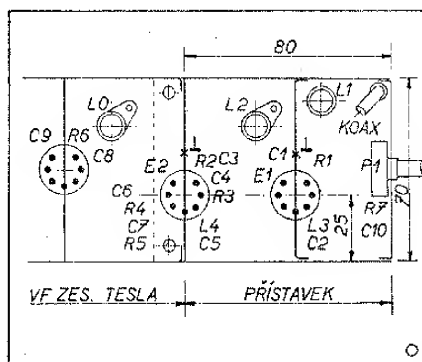 80
L0
L2
L1
KOAX
C9 R6
C8
E2
R2 C3
C4
R3
C1
E1
R1
P1
C6
R4
C7
R5
L4
C5
L3
C2
25
R7
C10
70
VF ZES. TESLA
PŘÍSTAVEK